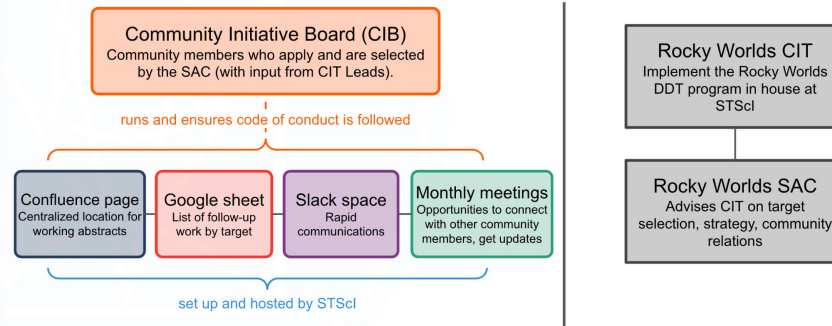 Community Initiative Board (CIB)
Community members who apply and are selected
by the SAC (with input from CIT Leads).
runs and ensures code of conduct is followed
Confluence page
Centralized location for
working abstracts
Google sheet
List of follow-up
work by target
Slack space
Rapid
communications
Monthly meetings
Opportunities to connect
with other community
members, get updates
set up and hosted by STScI
Rocky Worlds CIT
Implement the Rocky Worlds
DDT program in house at
STScI
Rocky Worlds SAC
Advises CIT on target
selection, strategy, community
relations